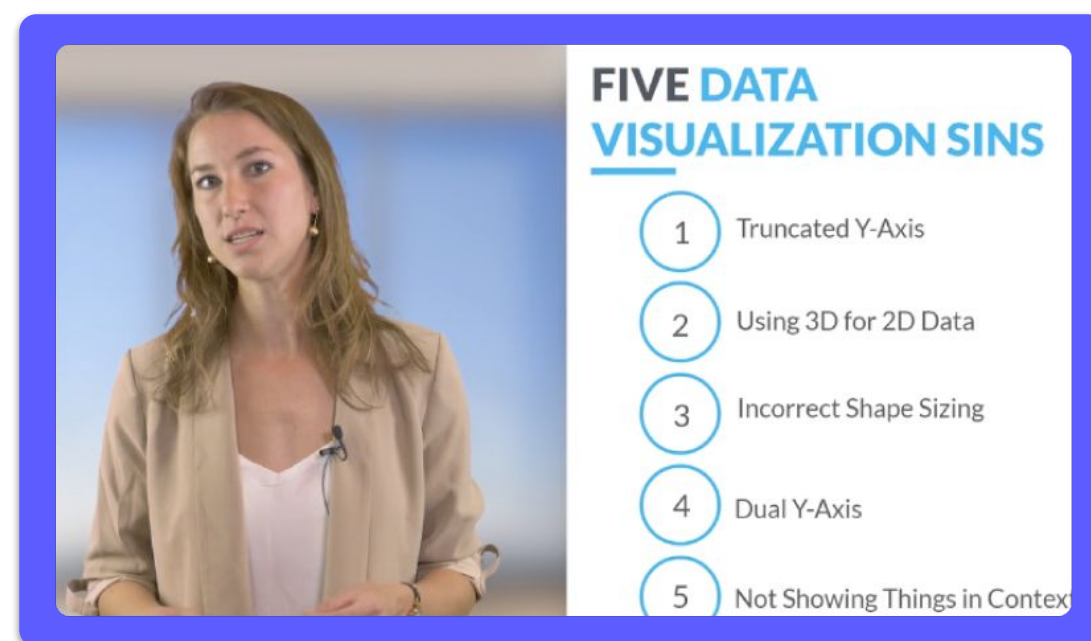 FIVE DATA
VISUALIZATION SINS
1 Truncated Y-Axis
2 Using 3D for 2D Data
3 Incorrect Shape Sizing
4 Dual Y-Axis
5 Not Showing Things in Context